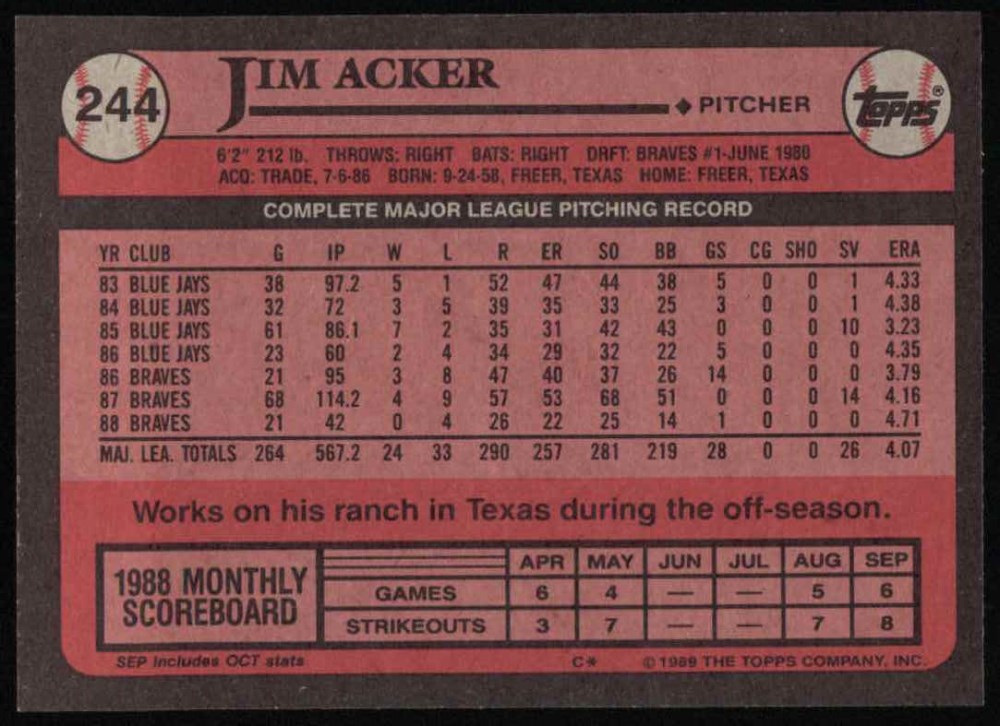 244
JIM ACKER
◆ PITCHER
TOPPS®
6'2" 212 lb. THROWS: RIGHT BATS: RIGHT DRFT: BRAVES #1-JUNE 1980
ACQ: TRADE, 7-6-86 BORN: 9-24-58, FREER, TEXAS HOME: FREER, TEXAS
COMPLETE MAJOR LEAGUE PITCHING RECORD
YR CLUB G IP W L R ER SO BB GS CG SHO SV ERA
83 BLUE JAYS 38 97.2 5 1 52 47 44 38 5 0 0 1 4.33
84 BLUE JAYS 32 72 3 5 39 35 33 25 3 0 0 1 4.38
85 BLUE JAYS 61 86.1 7 2 35 31 42 43 0 0 0 10 3.23
86 BLUE JAYS 23 60 2 4 34 29 32 22 5 0 0 0 4.35
86 BRAVES 21 95 3 8 47 40 37 26 14 0 0 0 3.79
87 BRAVES 68 114.2 4 9 57 53 68 51 0 0 0 14 4.16
88 BRAVES 21 42 0 4 26 22 25 14 1 0 0 0 4.71
MAJ. LEA. TOTALS 264 567.2 24 33 290 257 281 219 28 0 0 26 4.07
Works on his ranch in Texas during the off-season.
1988 MONTHLY
SCOREBOARD
APR MAY JUN JUL AUG SEP
GAMES 6 4 — — 5 6
STRIKEOUTS 3 7 — — 7 8
SEP includes OCT stats
C* © 1989 THE TOPPS COMPANY, INC.